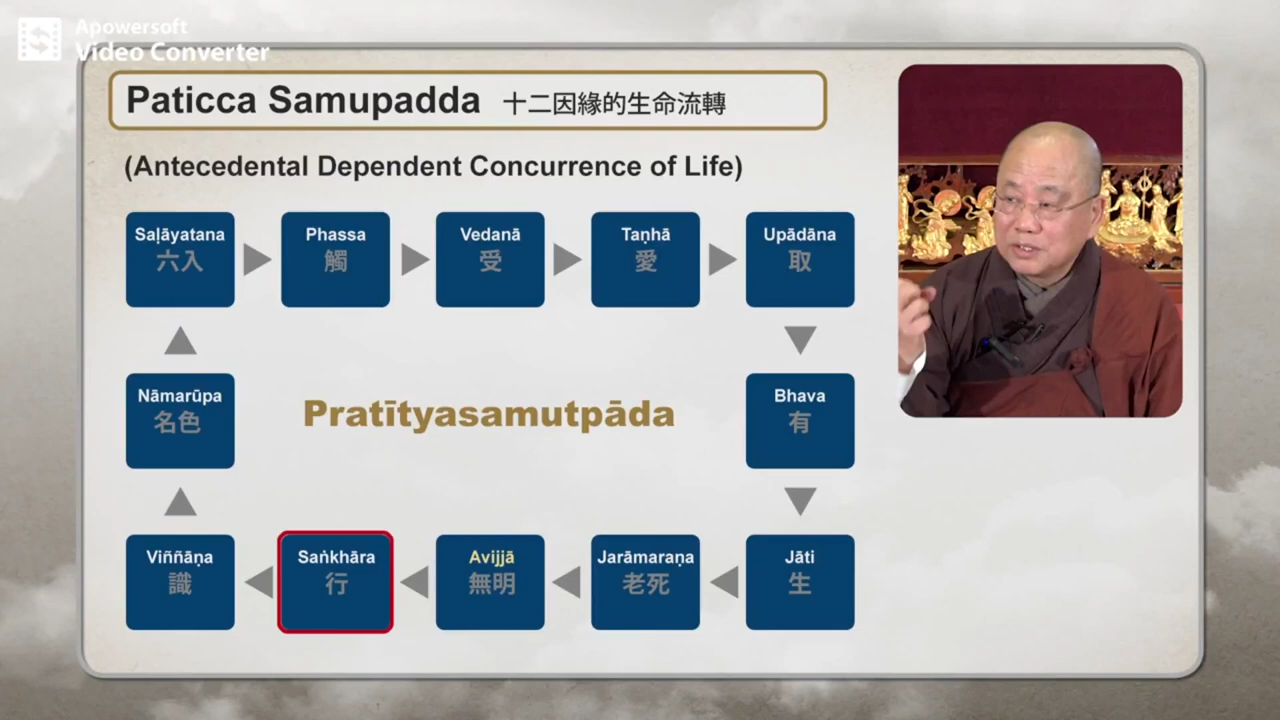 Apowersoft
Video Converter
Paticca Samupadda 十二因緣的生命流轉
(Antecedental Dependent Concurrence of Life)
Saḷāyatana
六入
Phassa
觸
Vedanā
受
Taṇhā
愛
Upādāna
取
Nāmarūpa
名色
Pratītyasamutpāda
Bhava
有
Viññāṇa
識
Saṅkhāra
行
Avijjā
無明
Jarāmaraṇa
老死
Jāti
生